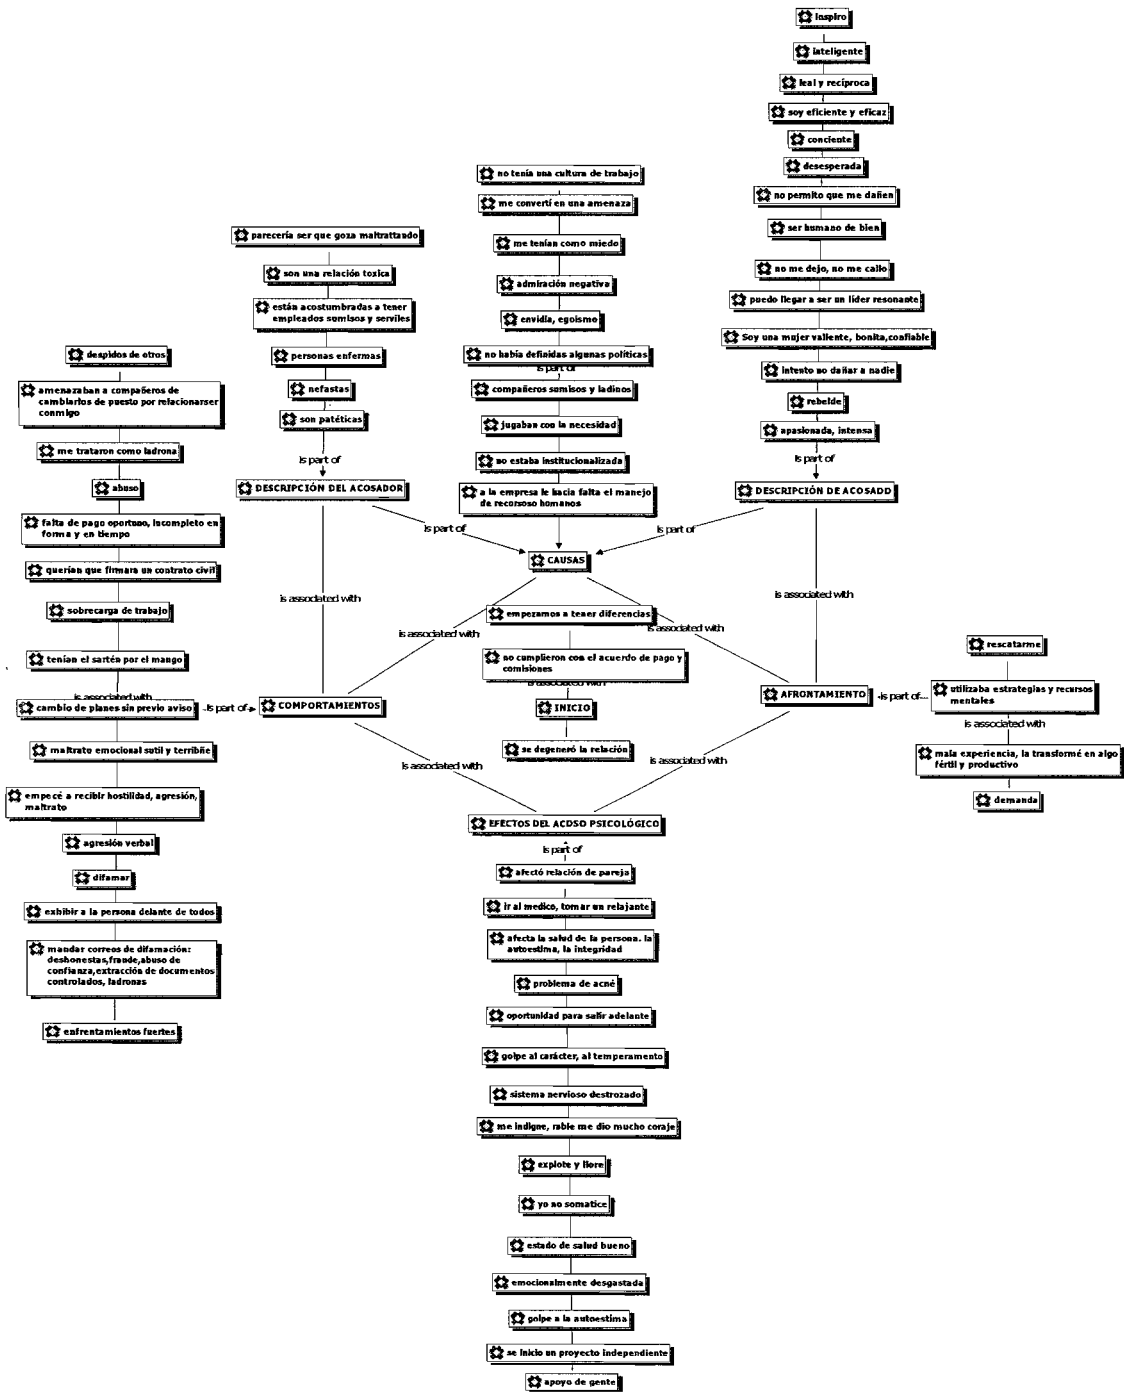 inspiro
inteligente
leal y recíproca
soy eficiente y eficaz
conciente
desesperada
no permito que me dañen
ser humano de bien
no me dejo, no me callo
puedo llegar a ser un líder resonante
Soy una mujer valiente, bonita,confiable
intento no dañar a nadie
rebelde
apasionada, intensa
is part of
DESCRIPCIÓN DE ACOSADO
no tenía una cultura de trabajo
me convertí en una amenaza
me tenían como miedo
admiración negativa
envidia, egoismo
no había definidas algunas políticas
is part of
compañeros sumisos y ladinos
jugaban con la necesidad
no estaba institucionalizada
a la empresa le hacia falta el manejo
de recursoso humanos
parecería ser que goza maltrattando
son una relación toxica
están acostumbradas a tener
empleados sumisos y serviles
personas enfermas
nefastas
son patéticas
is part of
DESCRIPCIÓN DEL ACOSADOR
is part of
is part of
CAUSAS
is associated with
is associated with
is associated with
is associated with
empezamos a tener diferencias
no cumplieron con el acuerdo de pago y
comisiones
is associated with
INICIO
se degeneró la relación
despidos de otros
amenazaban a compañeros de
cambiarlos de puesto por relacionarser
conmigo
me trataron como ladrona
abuso
falta de pago oportuno, incompleto en
forma y en tiempo
querían que firmara un contrato civil
sobrecarga de trabajo
tenían el sartén por el mango
is associated with
cambio de planes sin previo aviso
is part of
COMPORTAMIENTOS
maltrato emocional sutil y terribñe
empecé a recibir hostilidad, agresión,
maltrato
agresión verbal
difamar
exhibir a la persona delante de todos
mandar correos de difamación:
deshonestas,fraude,abuso de
confianza,extracción de documentos
controlados, ladronas
enfrentamientos fuertes
rescatarme
AFRONTAMIENTO
is part of
utilizaba estrategias y recursos
mentales
is associated with
mala experiencia, la transformé en algo
fértil y productivo
demanda
is associated with
is associated with
EFECTOS DEL ACOSO PSICOLÓGICO
is part of
afectó relación de pareja
ir al medico, tomar un relajante
afecta la salud de la persona. la
autoestima, la integridad
problema de acné
oportunidad para salir adelante
golpe al carácter, al temperamento
sistema nervioso destrozado
me indigne, rabie me dio mucho coraje
explote y llore
yo no somatice
estado de salud bueno
emocionalmente desgastada
golpe a la autoestima
se inicio un proyecto independiente
apoyo de gente